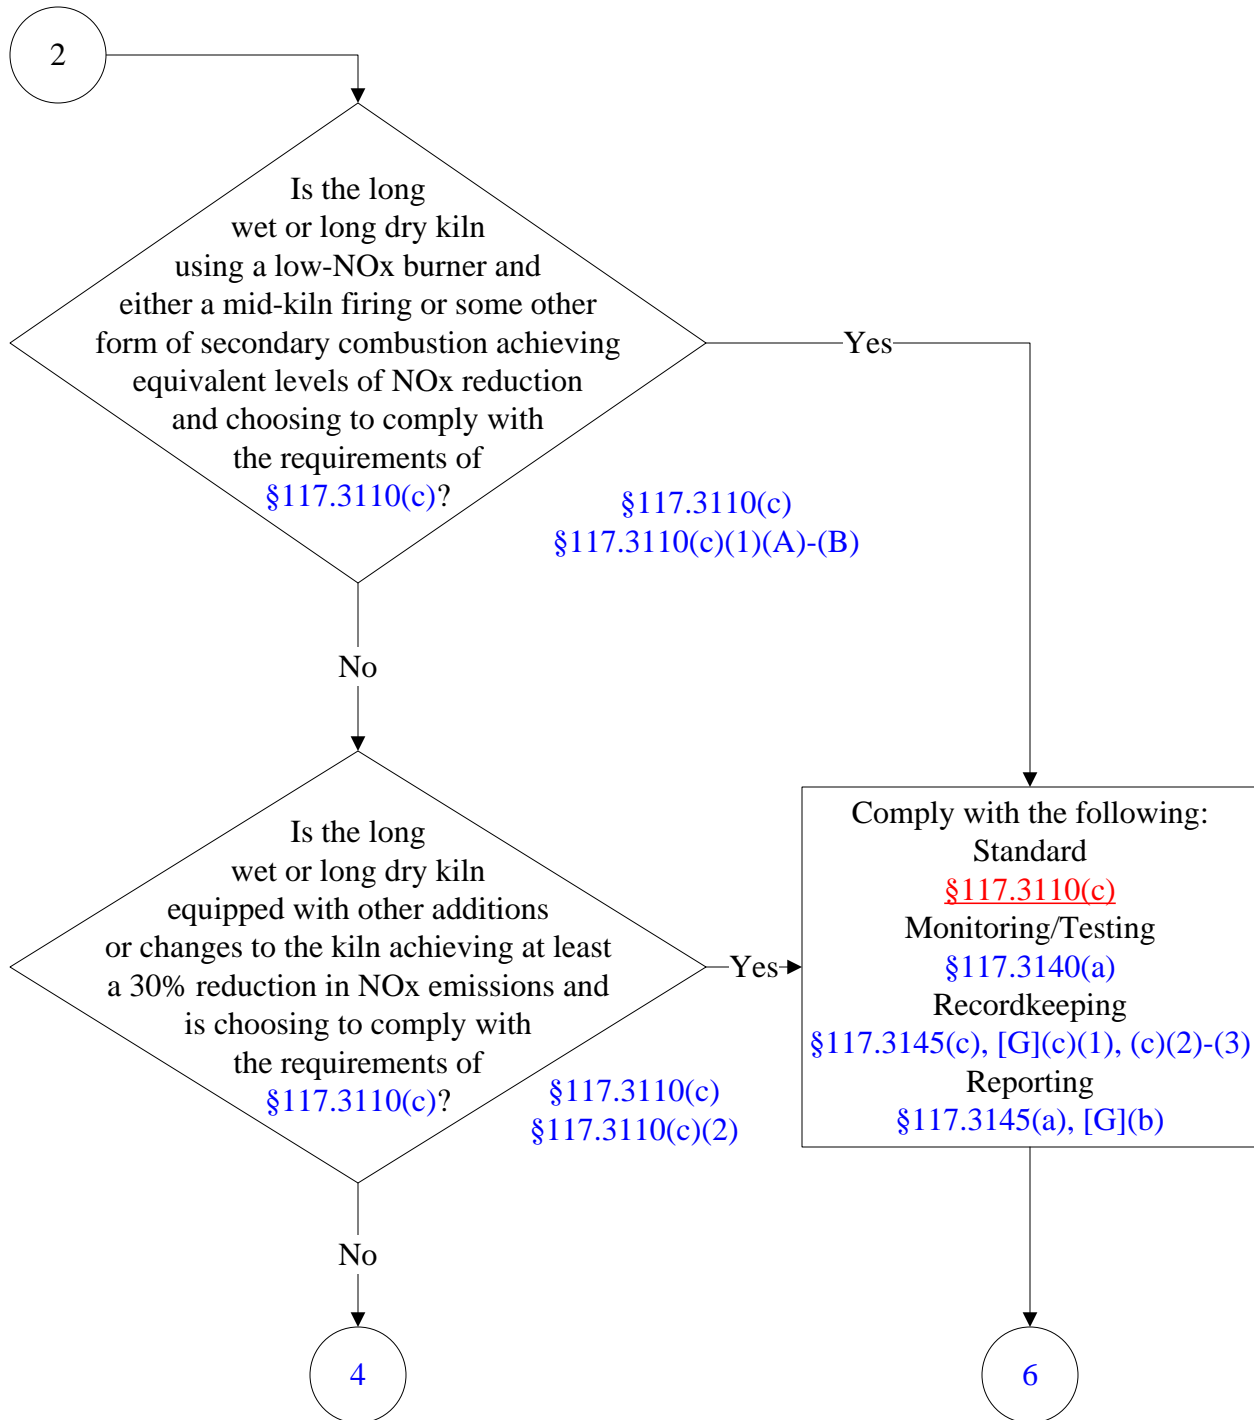 2
Is the long
wet or long dry kiln
using a low-NOx burner and
either a mid-kiln firing or some other
form of secondary combustion achieving
equivalent levels of NOx reduction
and choosing to comply with
the requirements of
§117.3110(c)?
§117.3110(c)
§117.3110(c)(1)(A)-(B)
Yes
No
Is the long
wet or long dry kiln
equipped with other additions
or changes to the kiln achieving at least
a 30% reduction in NOx emissions and
is choosing to comply with
the requirements of
§117.3110(c)?
§117.3110(c)
§117.3110(c)(2)
Yes
Comply with the following:
Standard
§117.3110(c)
Monitoring/Testing
§117.3140(a)
Recordkeeping
§117.3145(c), [G](c)(1), (c)(2)-(3)
Reporting
§117.3145(a), [G](b)
No
4
6